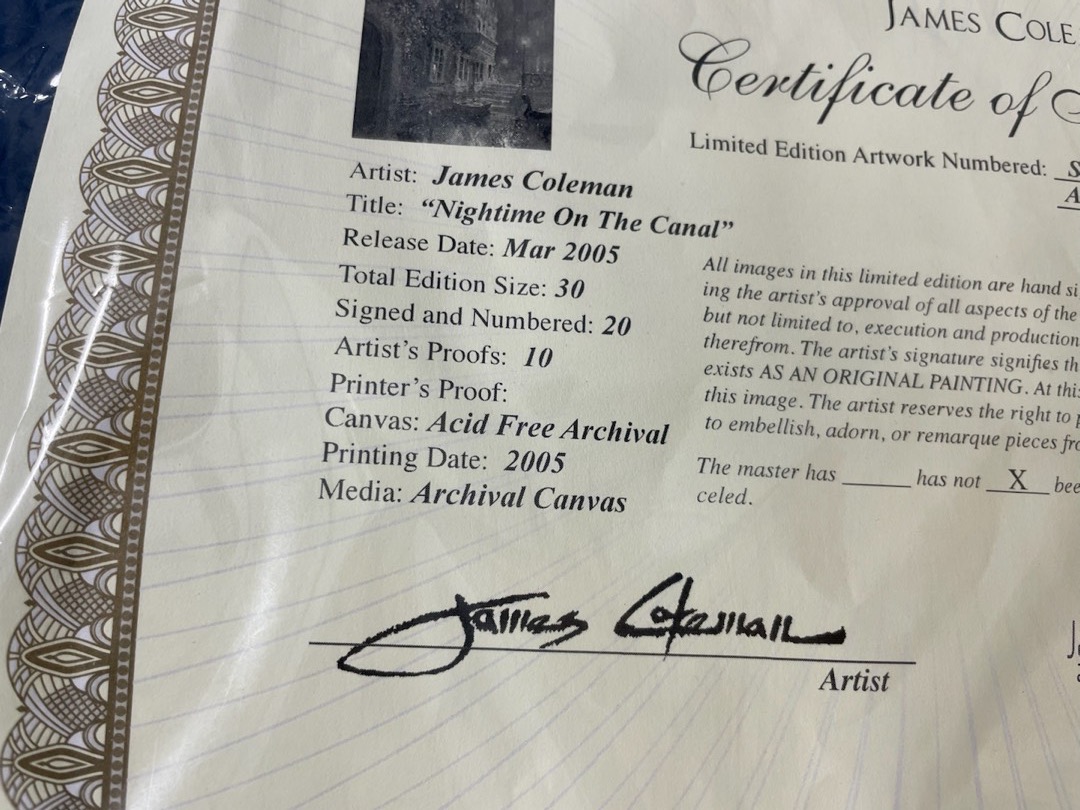 JAMES COLE
Certificate of
Limited Edition Artwork Numbered: S
A
Artist: James Coleman
Title: “Nightime On The Canal”
Release Date: Mar 2005
Total Edition Size: 30
Signed and Numbered: 20
Artist’s Proofs: 10
Printer’s Proof:
Canvas: Acid Free Archival
Printing Date: 2005
Media: Archival Canvas
All images in this limited edition are hand si
ing the artist’s approval of all aspects of the
but not limited to, execution and production
therefrom. The artist’s signature signifies th
exists AS AN ORIGINAL PAINTING. At this
this image. The artist reserves the right to p
to embellish, adorn, or remarque pieces fro
The master has ______ has not X bee
celed.
James Coleman
Artist